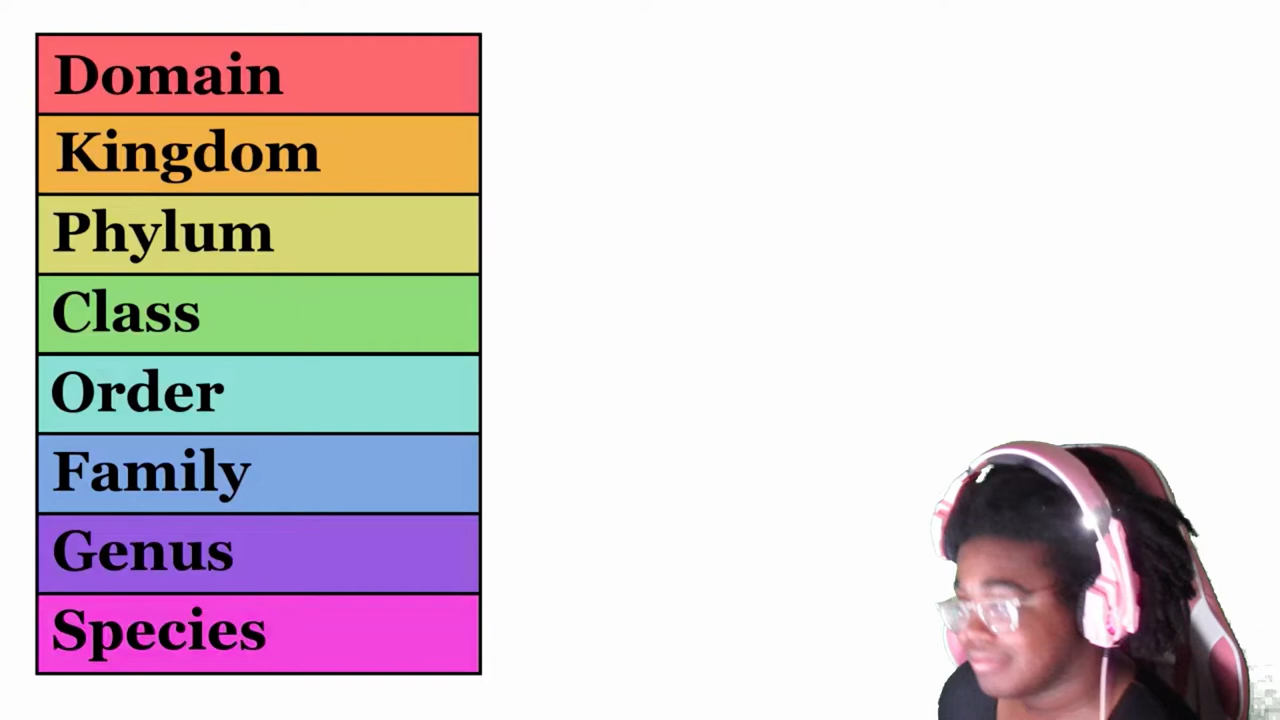 Domain
Kingdom
Phylum
Class
Order
Family
Genus
Species